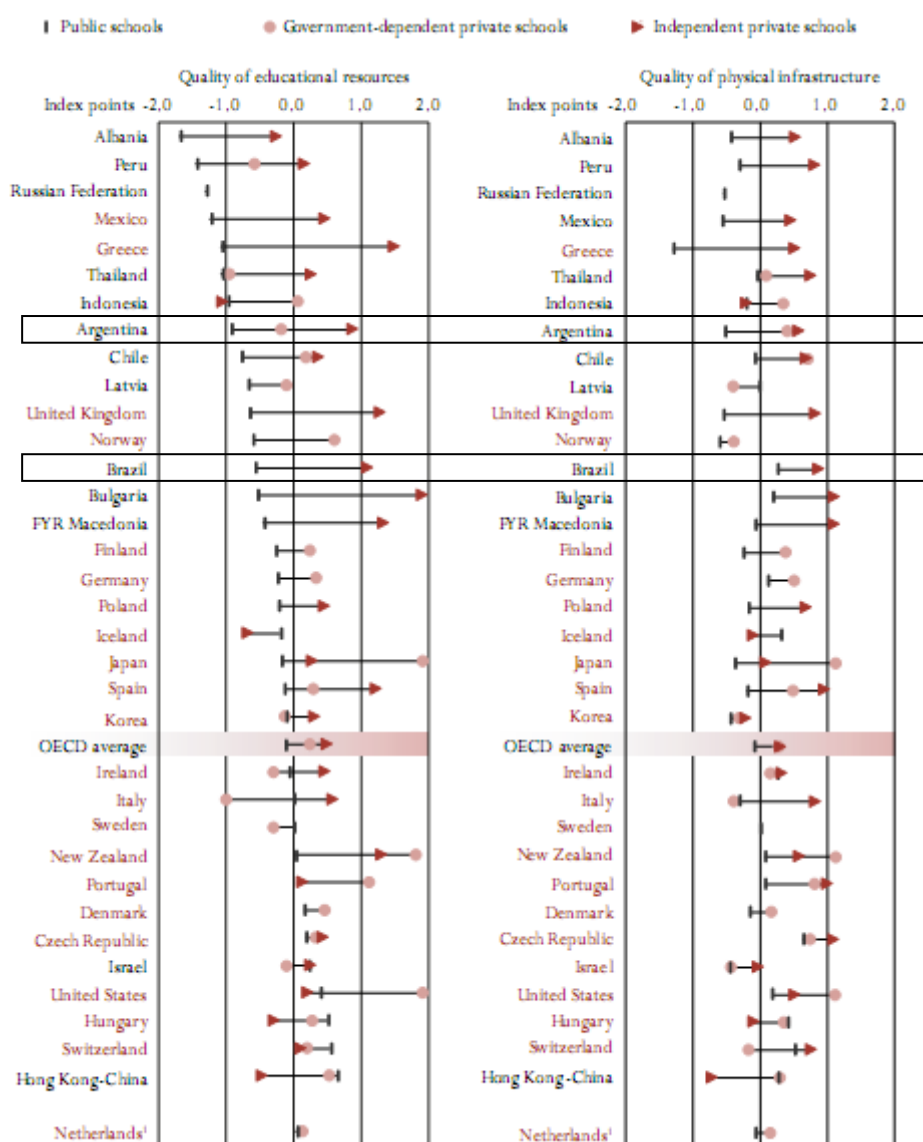 Public schools Government-dependent private schools Independent private schools
Quality of educational resources Quality of physical infrastructure
Index points -2.0 -1.0 0.0 1.0 2.0 Index points -2.0 -1.0 0.0 1.0 2.0
Albania Albania
Peru Peru
Russian Federation Russian Federation
Mexico Mexico
Greece Greece
Thailand Thailand
Indonesia Indonesia
Argentina Argentina
Chile Chile
Latvia Latvia
United Kingdom United Kingdom
Norway Norway
Brazil Brazil
Bulgaria Bulgaria
FYR Macedonia FYR Macedonia
Finland Finland
Germany Germany
Poland Poland
Iceland Iceland
Japan Japan
Spain Spain
Korea Korea
OECD average OECD average
Ireland Ireland
Italy Italy
Sweden Sweden
New Zealand New Zealand
Portugal Portugal
Denmark Denmark
Czech Republic Czech Republic
Israel Israel
United States United States
Hungary Hungary
Switzerland Switzerland
Hong Kong-China Hong Kong-China
Netherlands¹ Netherlands¹